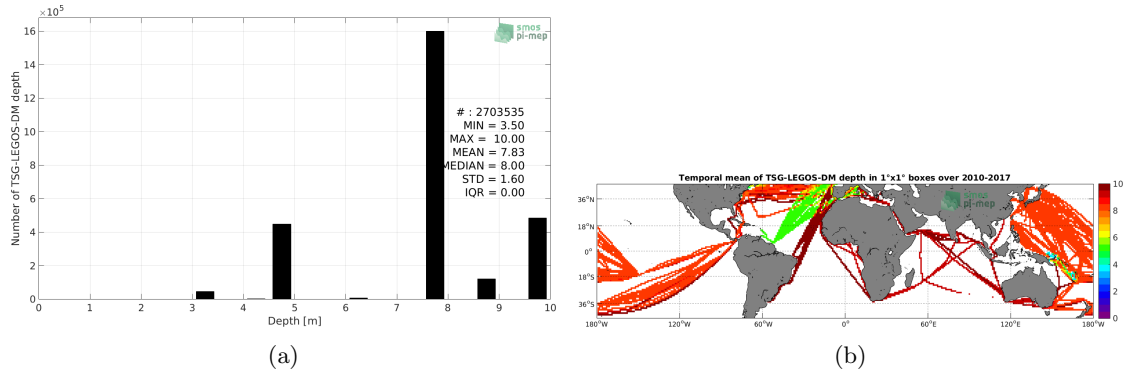 ×10⁵
16
14
12
10
8
6
4
2
0
Number of TSG-LEGOS-DM depth
smos
pi-mep
# : 2703535
MIN = 3.50
MAX = 10.00
MEAN = 7.83
MEDIAN = 8.00
STD = 1.60
IQR = 0.00
0 1 2 3 4 5 6 7 8 9 10
Depth [m]
(a)
Temporal mean of TSG-LEGOS-DM depth in 1°x1° boxes over 2010-2017
smos
pi-mep
36°N
18°N
0°
18°S
36°S
180°W 120°W 60°W 0° 60°E 120°E 180°W
10
8
6
4
2
0
(b)